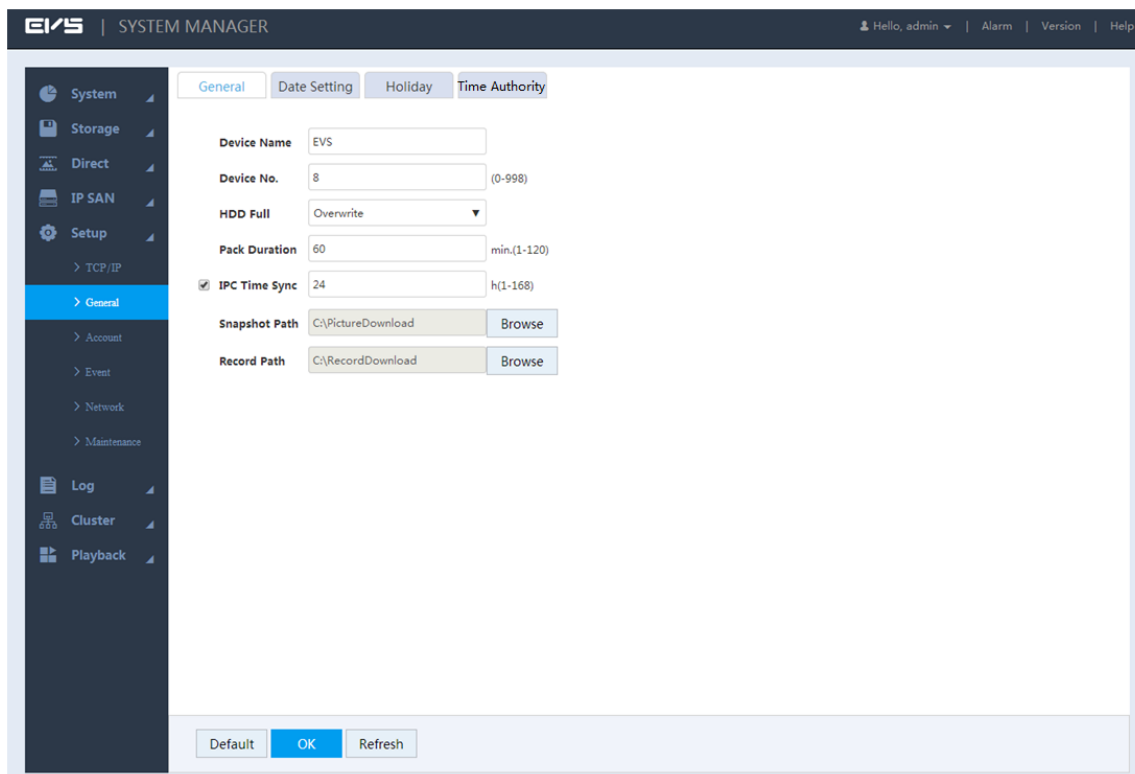 EVS | SYSTEM MANAGER
Hello, admin | Alarm | Version | Help
System
Storage
Direct
IP SAN
Setup
> TCP/IP
> General
> Account
> Event
> Network
> Maintenance
Log
Cluster
Playback
General Date Setting Holiday Time Authority
Device Name EVS
Device No. 8 (0-998)
HDD Full Overwrite
Pack Duration 60 min.(1-120)
IPC Time Sync 24 h(1-168)
Snapshot Path C:\PictureDownload Browse
Record Path C:\RecordDownload Browse
Default OK Refresh